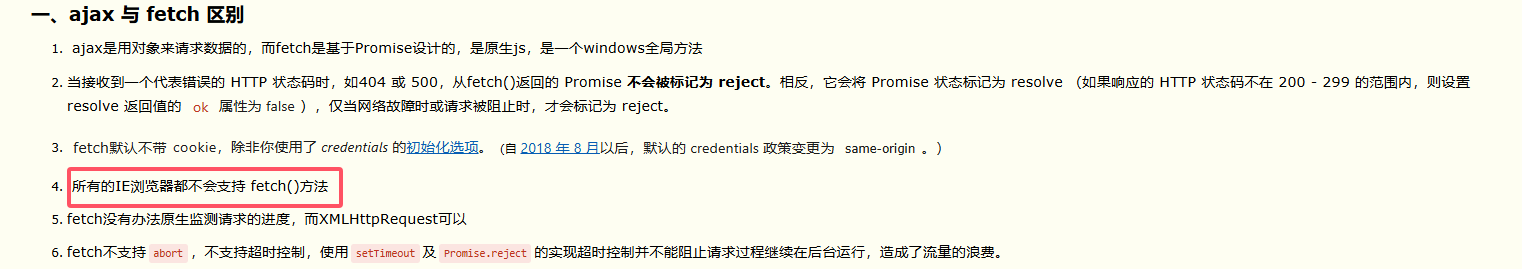 一、ajax 与 fetch 区别
1. ajax是用对象来请求数据的，而fetch是基于Promise设计的，是原生js，是一个windows全局方法
2. 当接收到一个代表错误的 HTTP 状态码时，如404 或 500，从fetch()返回的 Promise 不会被标记为 reject。相反，它会将 Promise 状态标记为 resolve （如果响应的 HTTP 状态码不在 200 - 299 的范围内，则设置
resolve 返回值的 ok 属性为 false ），仅当网络故障时或请求被阻止时，才会标记为 reject。
3. fetch默认不带 cookie，除非你使用了 credentials 的初始化选项。（自 2018 年 8 月以后，默认的 credentials 政策变更为 same-origin 。）
4. 所有的IE浏览器都不会支持 fetch()方法
5. fetch没有办法原生监测请求的进度，而XMLHttpRequest可以
6. fetch不支持 abort ，不支持超时控制，使用 setTimeout 及 Promise.reject 的实现超时控制并不能阻止请求过程继续在后台运行，造成了流量的浪费。